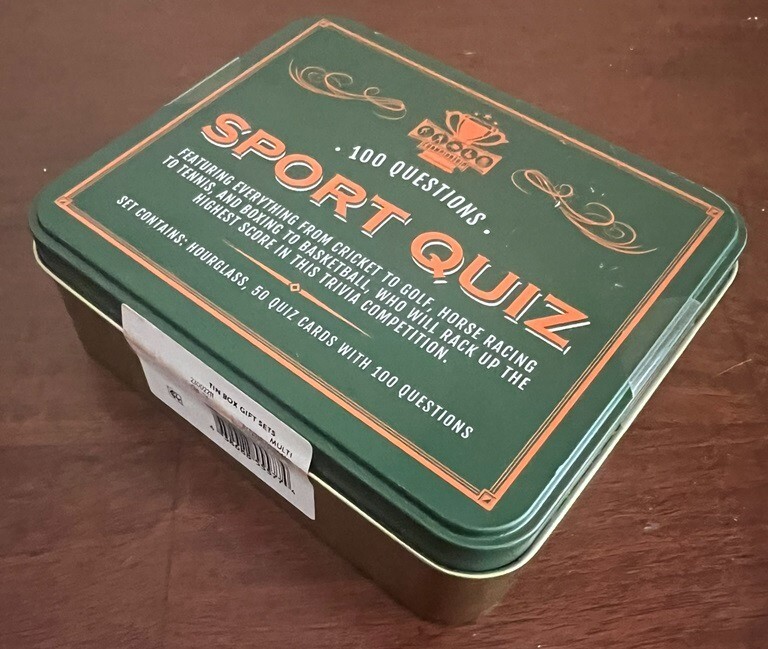 · 100 QUESTIONS ·
SPORT QUIZ
FEATURING EVERYTHING FROM CRICKET TO GOLF, HORSE RACING
TO TENNIS, AND BOXING TO BASKETBALL, WHO WILL RACK UP THE
HIGHEST SCORE IN THIS TRIVIA COMPETITION.
SET CONTAINS: HOURGLASS, 50 QUIZ CARDS WITH 100 QUESTIONS
TIN BOX GIFT SETS
MULTI